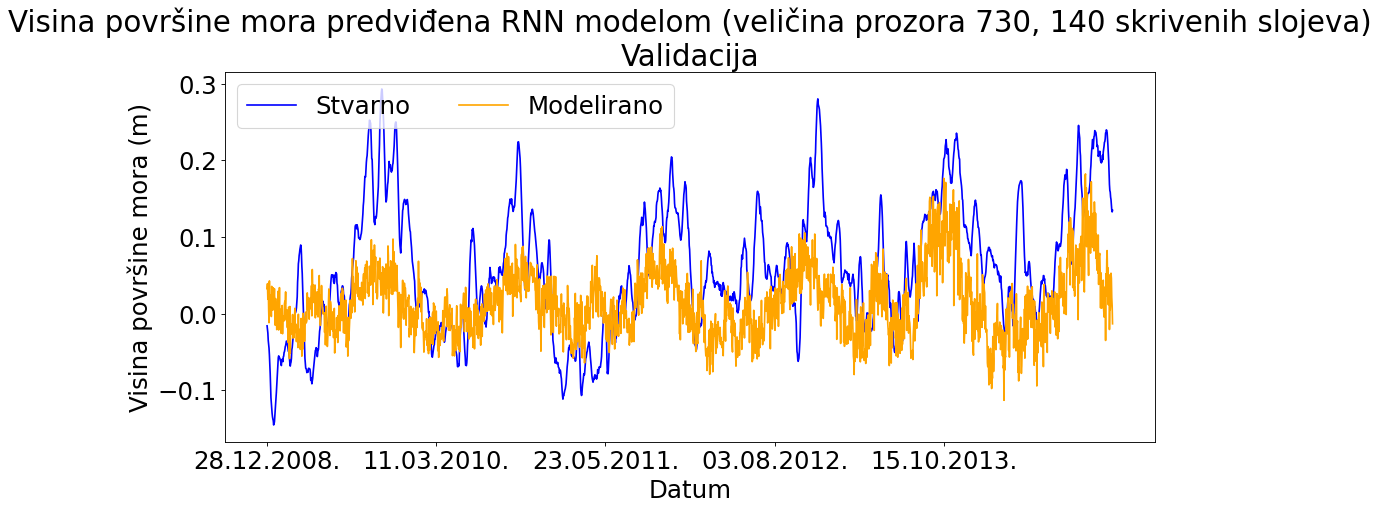 Visina površine mora predviđena RNN modelom (veličina prozora 730, 140 skrivenih slojeva)
Validacija
Stvarno
Modelirano
Visina površine mora (m)
0.3
0.2
0.1
0.0
−0.1
28.12.2008.
11.03.2010.
23.05.2011.
03.08.2012.
15.10.2013.
Datum